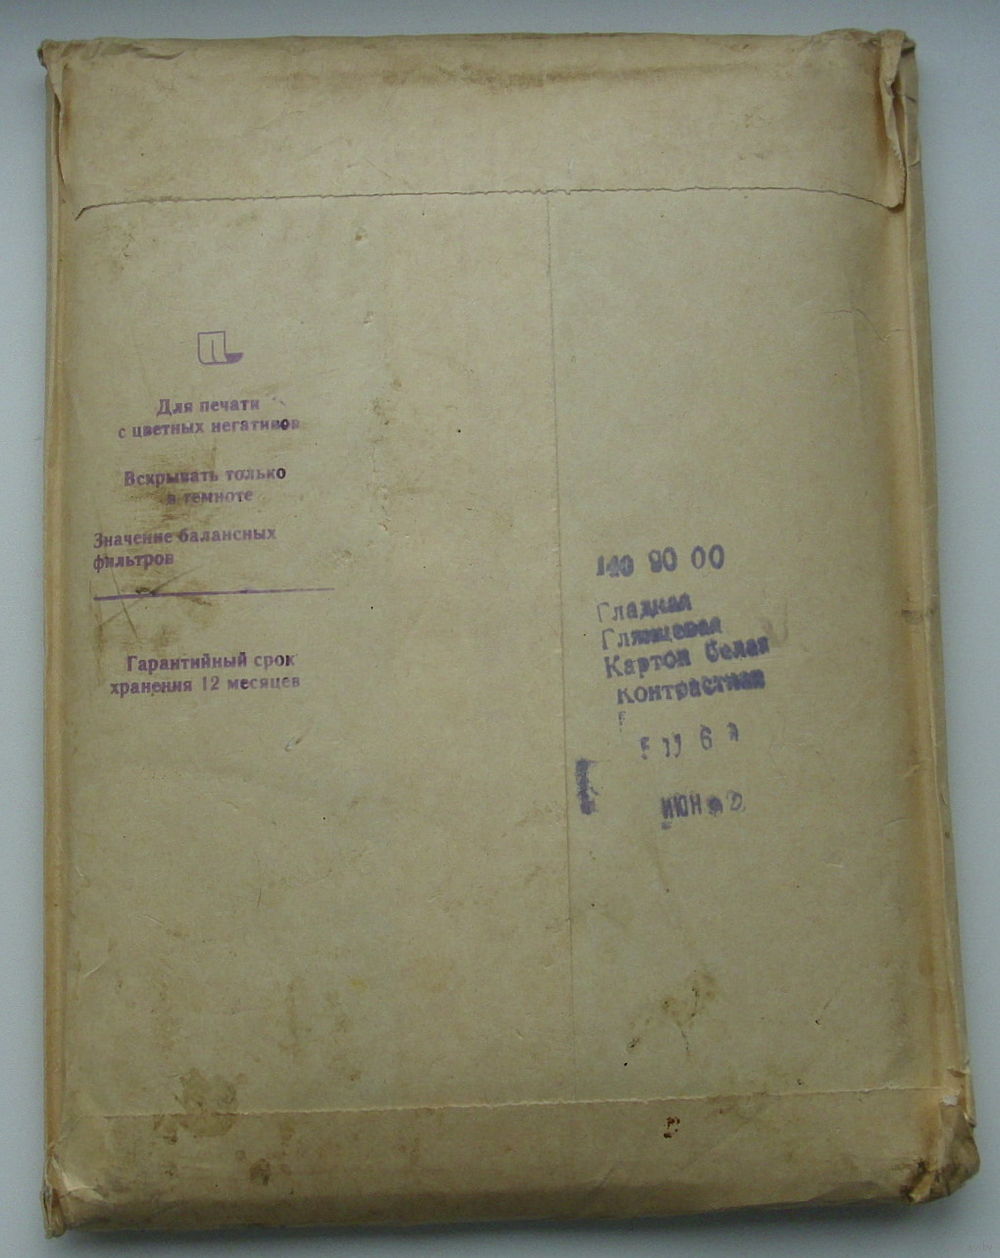 Для печати
с цветных негативов
Вскрывать только
в темноте
Значение балансных
фильтров
Гарантийный срок
хранения 12 месяцев
140 90 00
Гладкая
Глянцевая
Картон белая
Контрастная
ИЮН